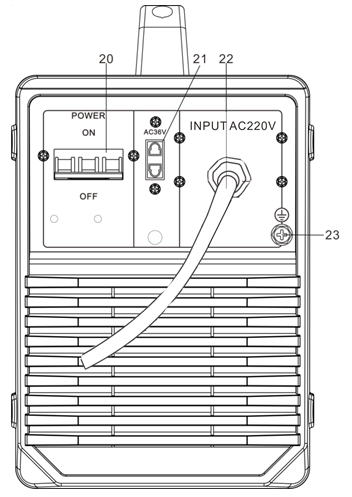 20
21
22
POWER
ON
AC36V
INPUT AC220V
OFF
23